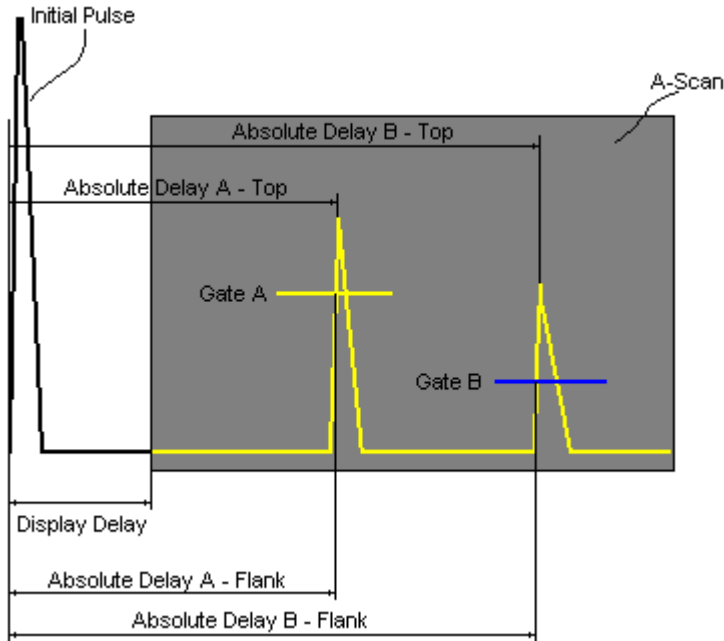 Initial Pulse
A-Scan
Absolute Delay B - Top
Absolute Delay A - Top
Gate A
Gate B
Display Delay
Absolute Delay A - Flank
Absolute Delay B - Flank